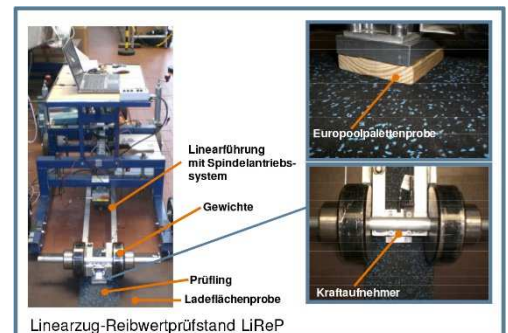 Linearführung
mit Spindelantriebs-
system
Gewichte
Prüfling
Ladeflächenprobe
Europoolpalettenprobe
Kraftaufnehmer
Linearzug-Reibwertprüfstand LiReP